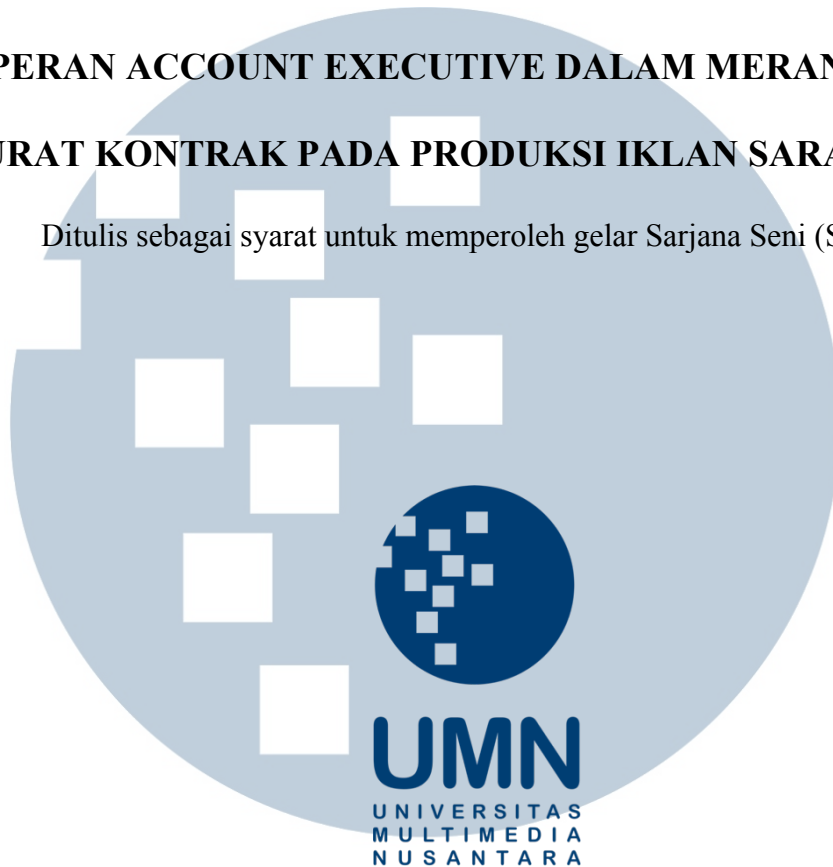 PERAN ACCOUNT EXECUTIVE DALAM MERAN
URAT KONTRAK PADA PRODUKSI IKLAN SARA
Ditulis sebagai syarat untuk memperoleh gelar Sarjana Seni (S
UMN
UNIVERSITAS
MULTIMEDIA
NUSANTARA